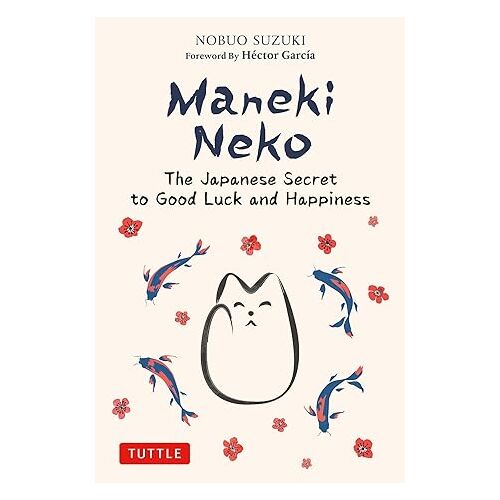 NOBUO SUZUKI
Foreword By Héctor García
Maneki
Neko
The Japanese Secret
to Good Luck and Happiness
TUTTLE